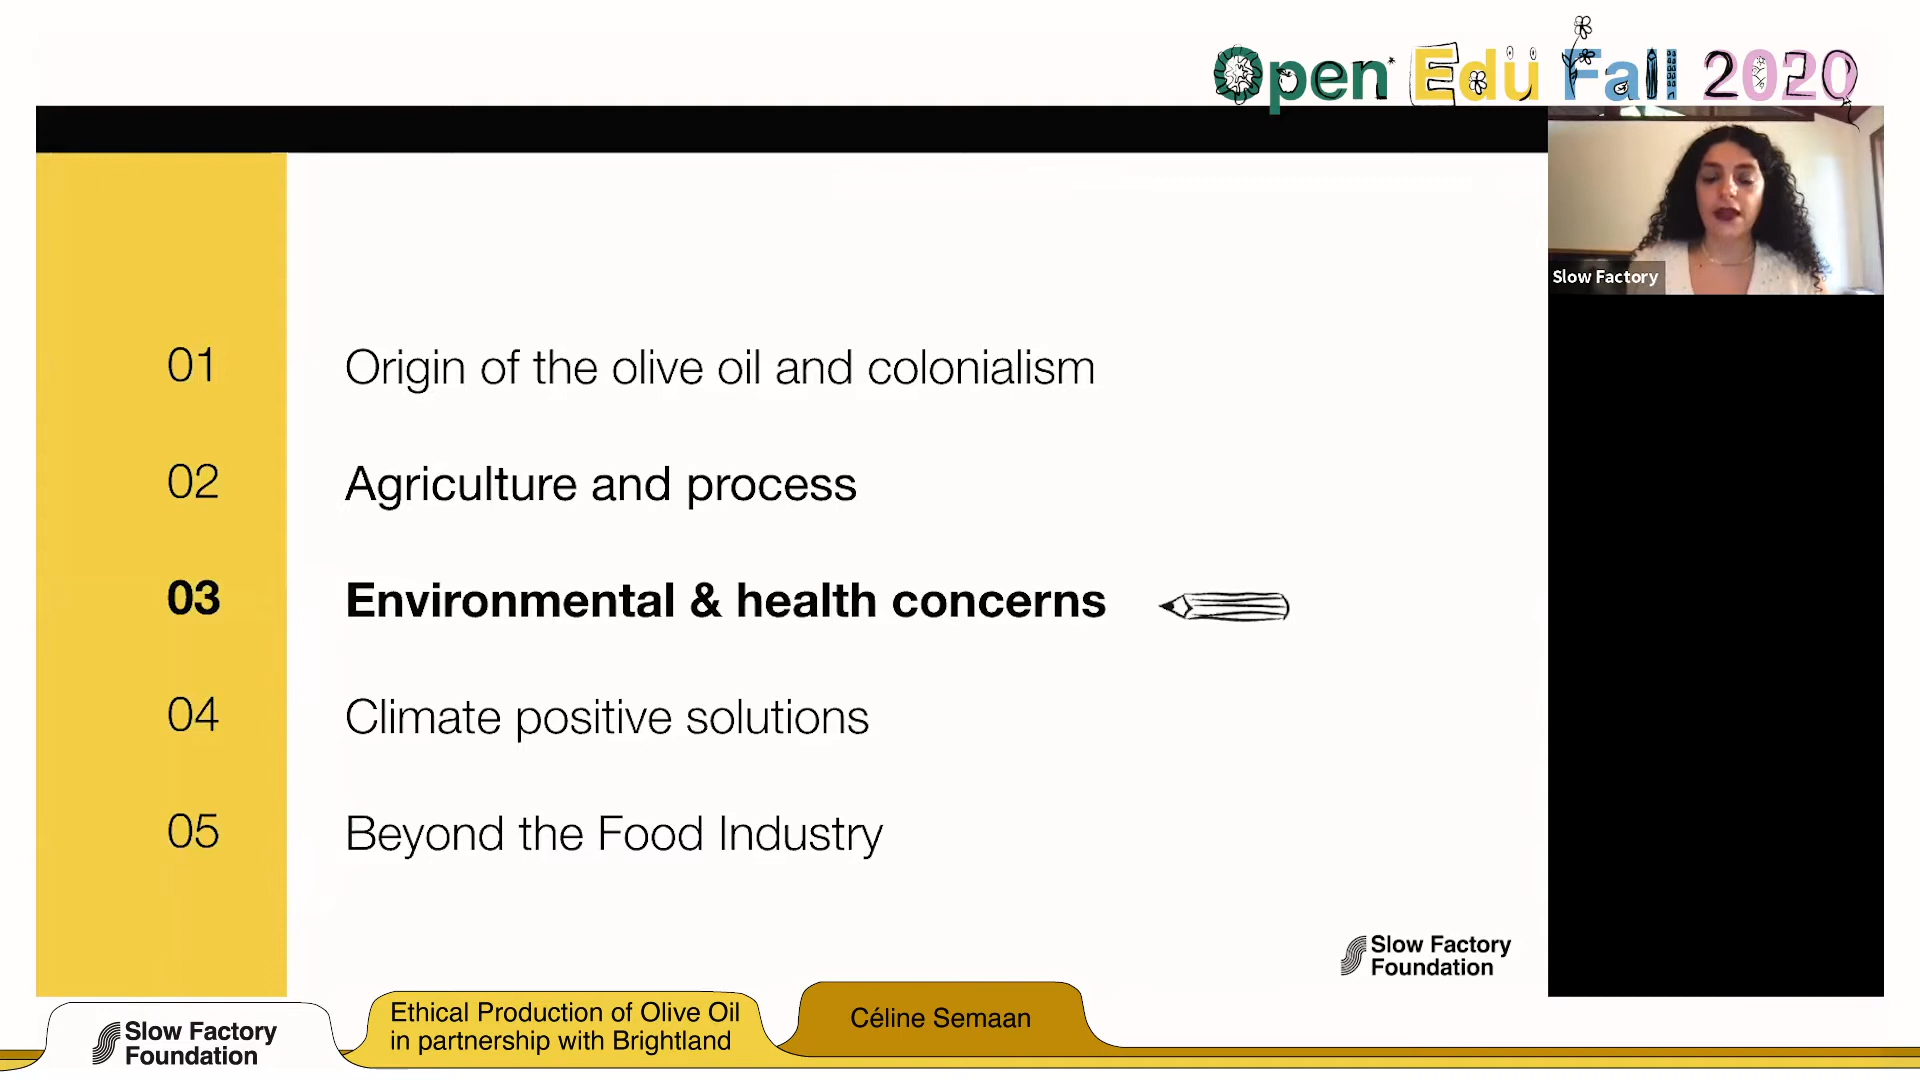 Open Edu Fall 2020
Slow Factory
01 Origin of the olive oil and colonialism
02 Agriculture and process
03 Environmental & health concerns
04 Climate positive solutions
05 Beyond the Food Industry
Slow Factory
Foundation
Slow Factory
Foundation
Ethical Production of Olive Oil
in partnership with Brightland
Céline Semaan